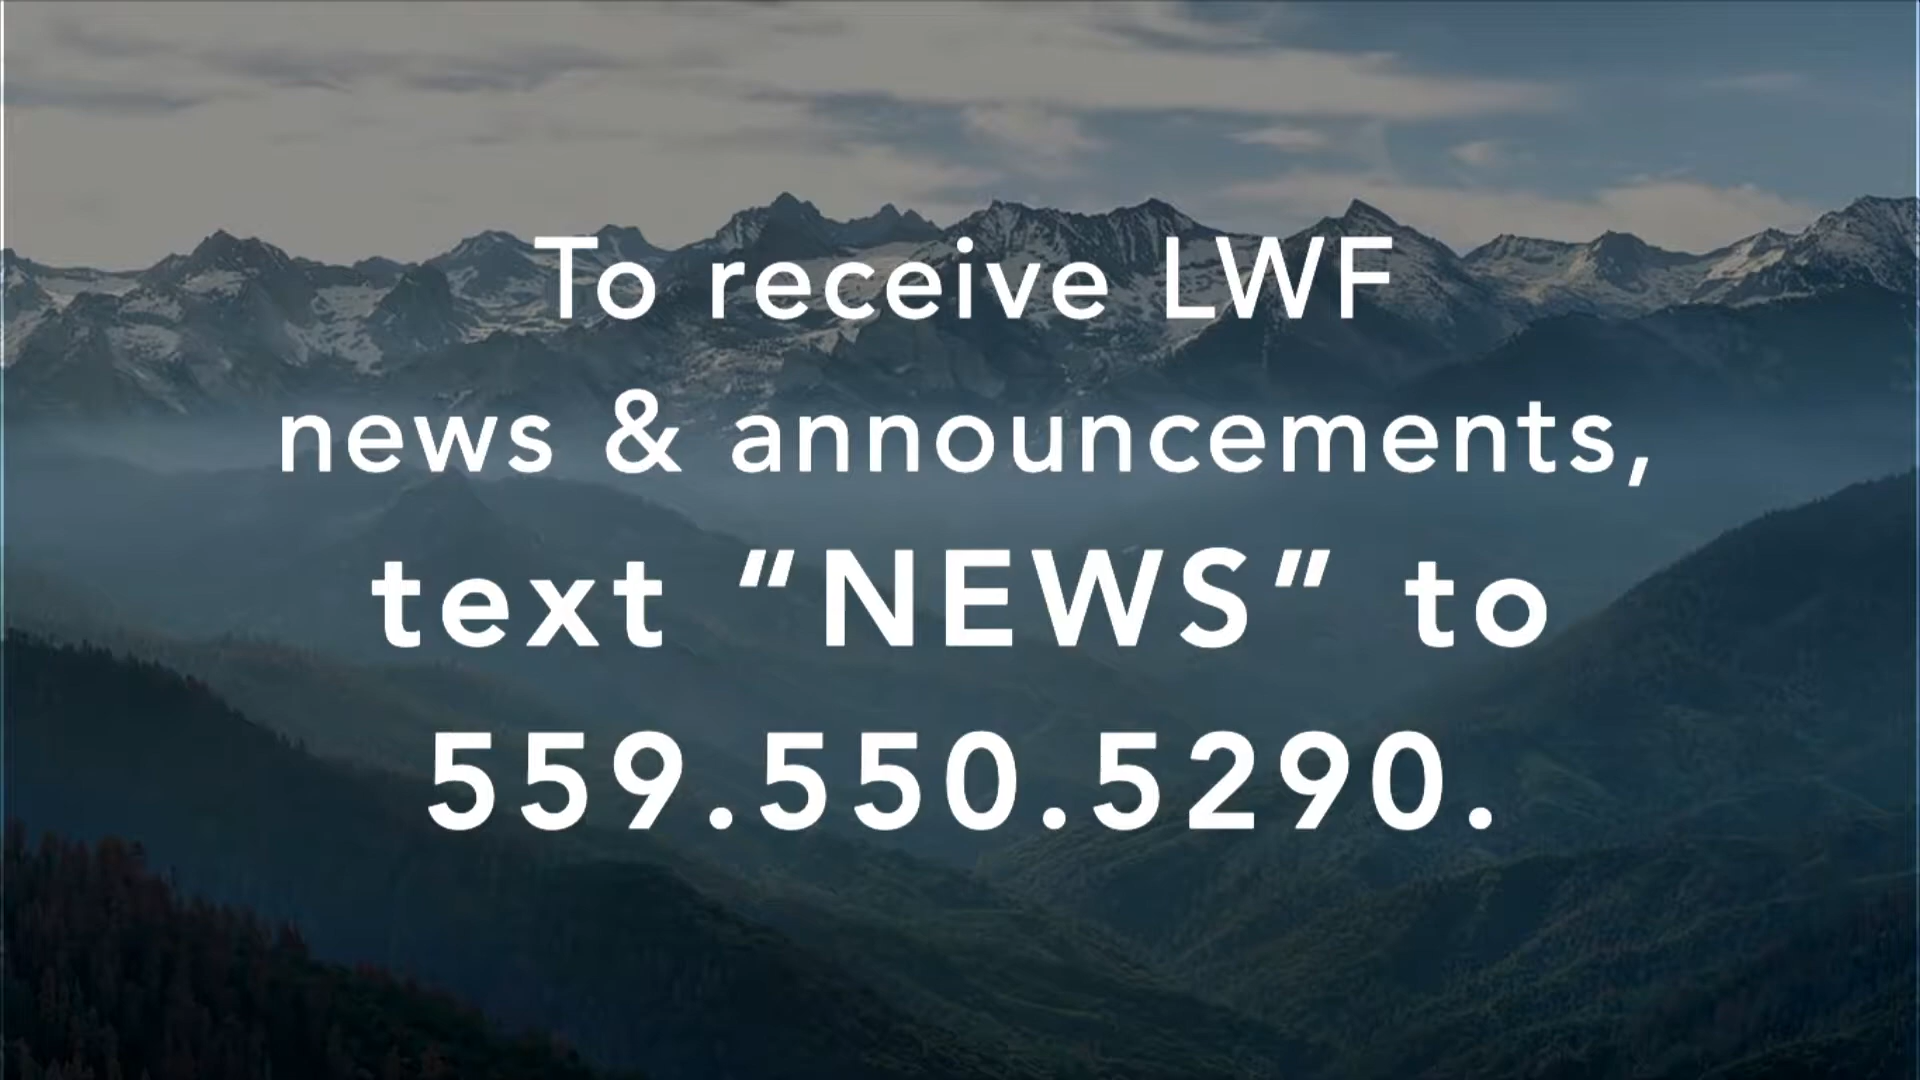 To receive LWF
news & announcements,
text “NEWS” to
559.550.5290.